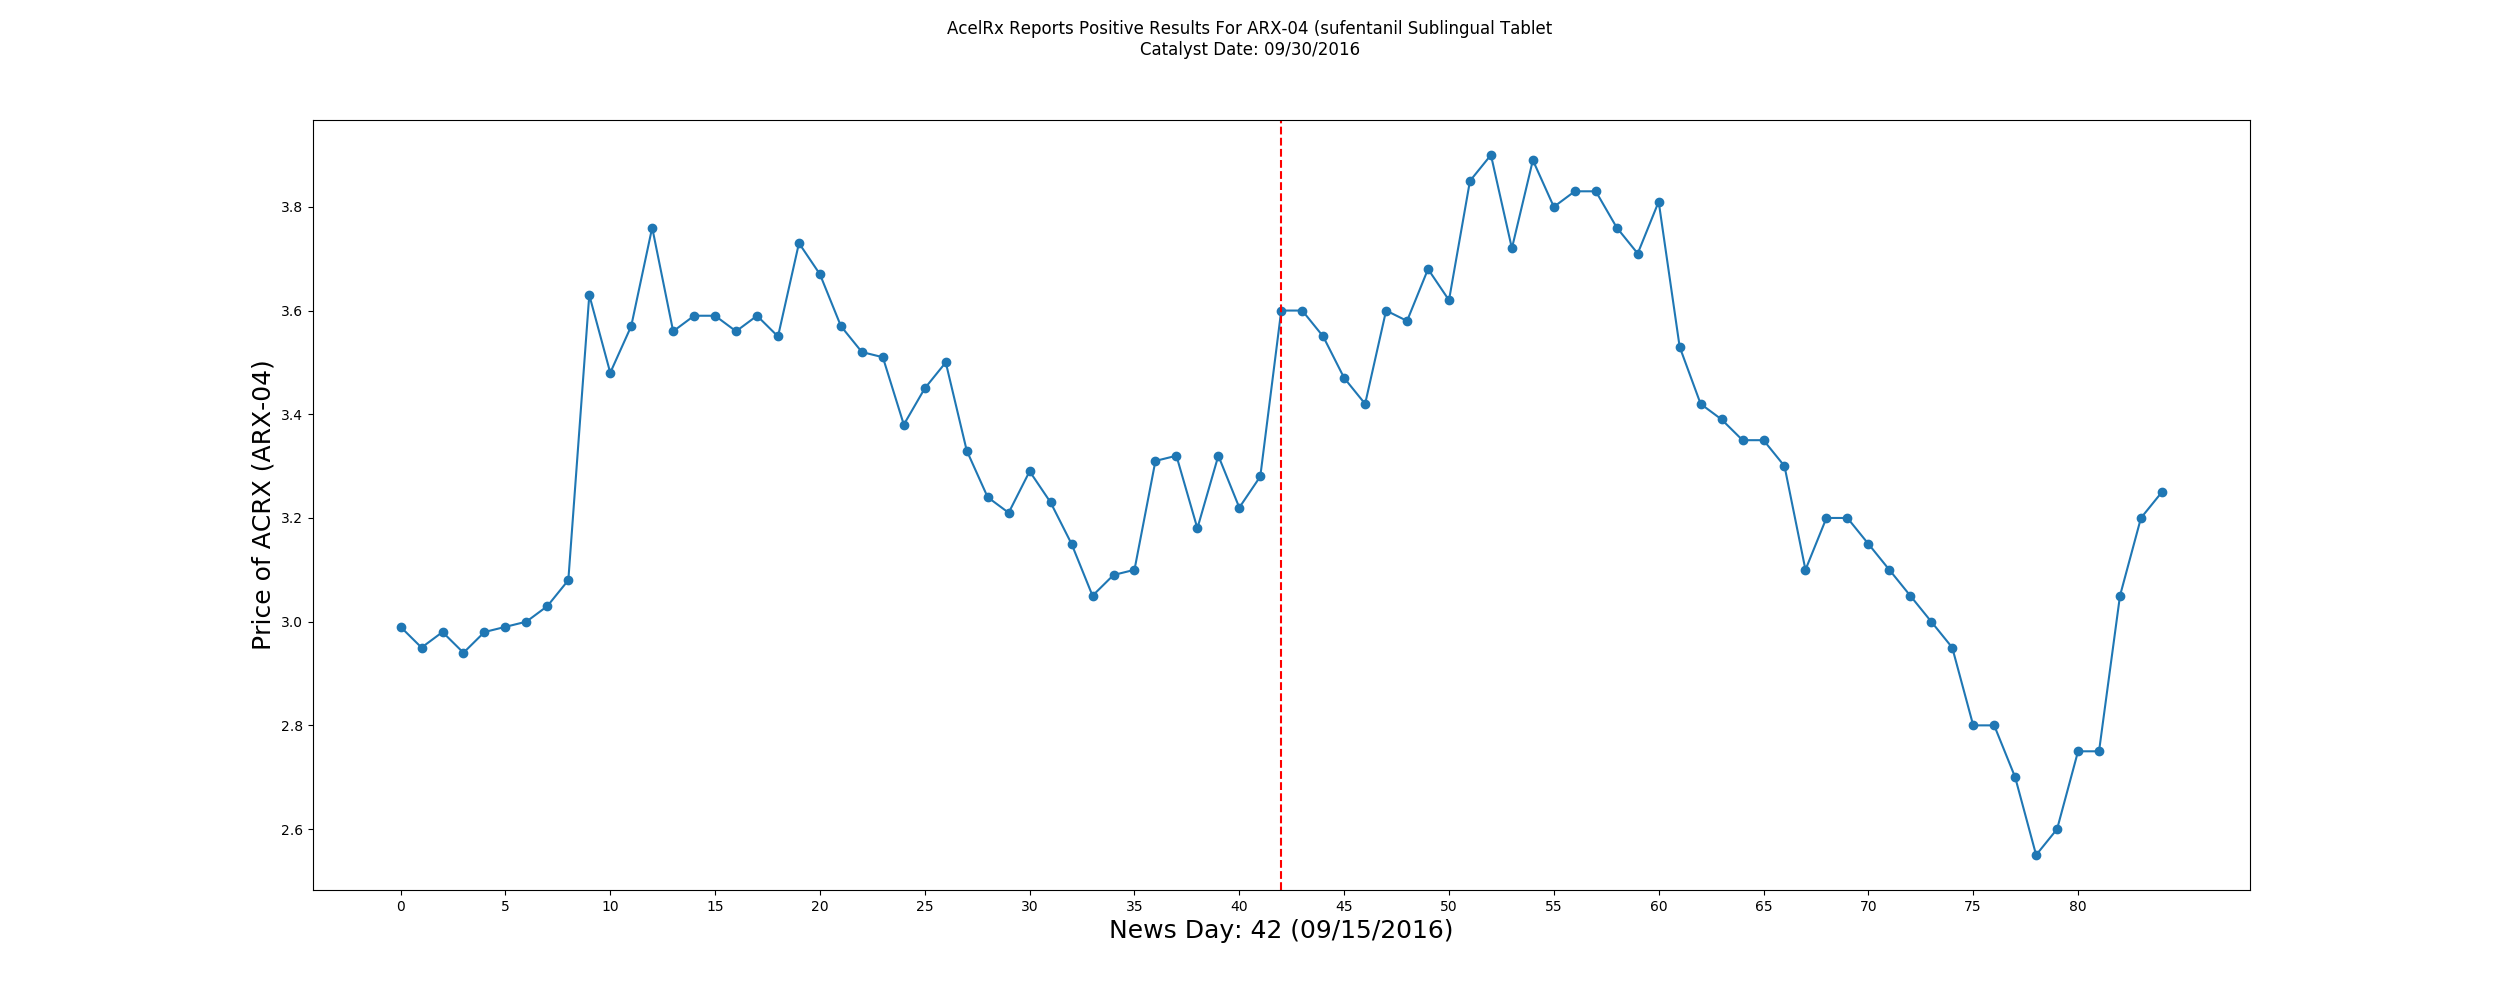 AcelRx Reports Positive Results For ARX-04 (sufentanil Sublingual Tablet
Catalyst Date: 09/30/2016
Price of ACRX (ARX-04)
3.8
3.6
3.4
3.2
3.0
2.8
2.6
0 5 10 15 20 25 30 35 40 45 50 55 60 65 70 75 80
News Day: 42 (09/15/2016)